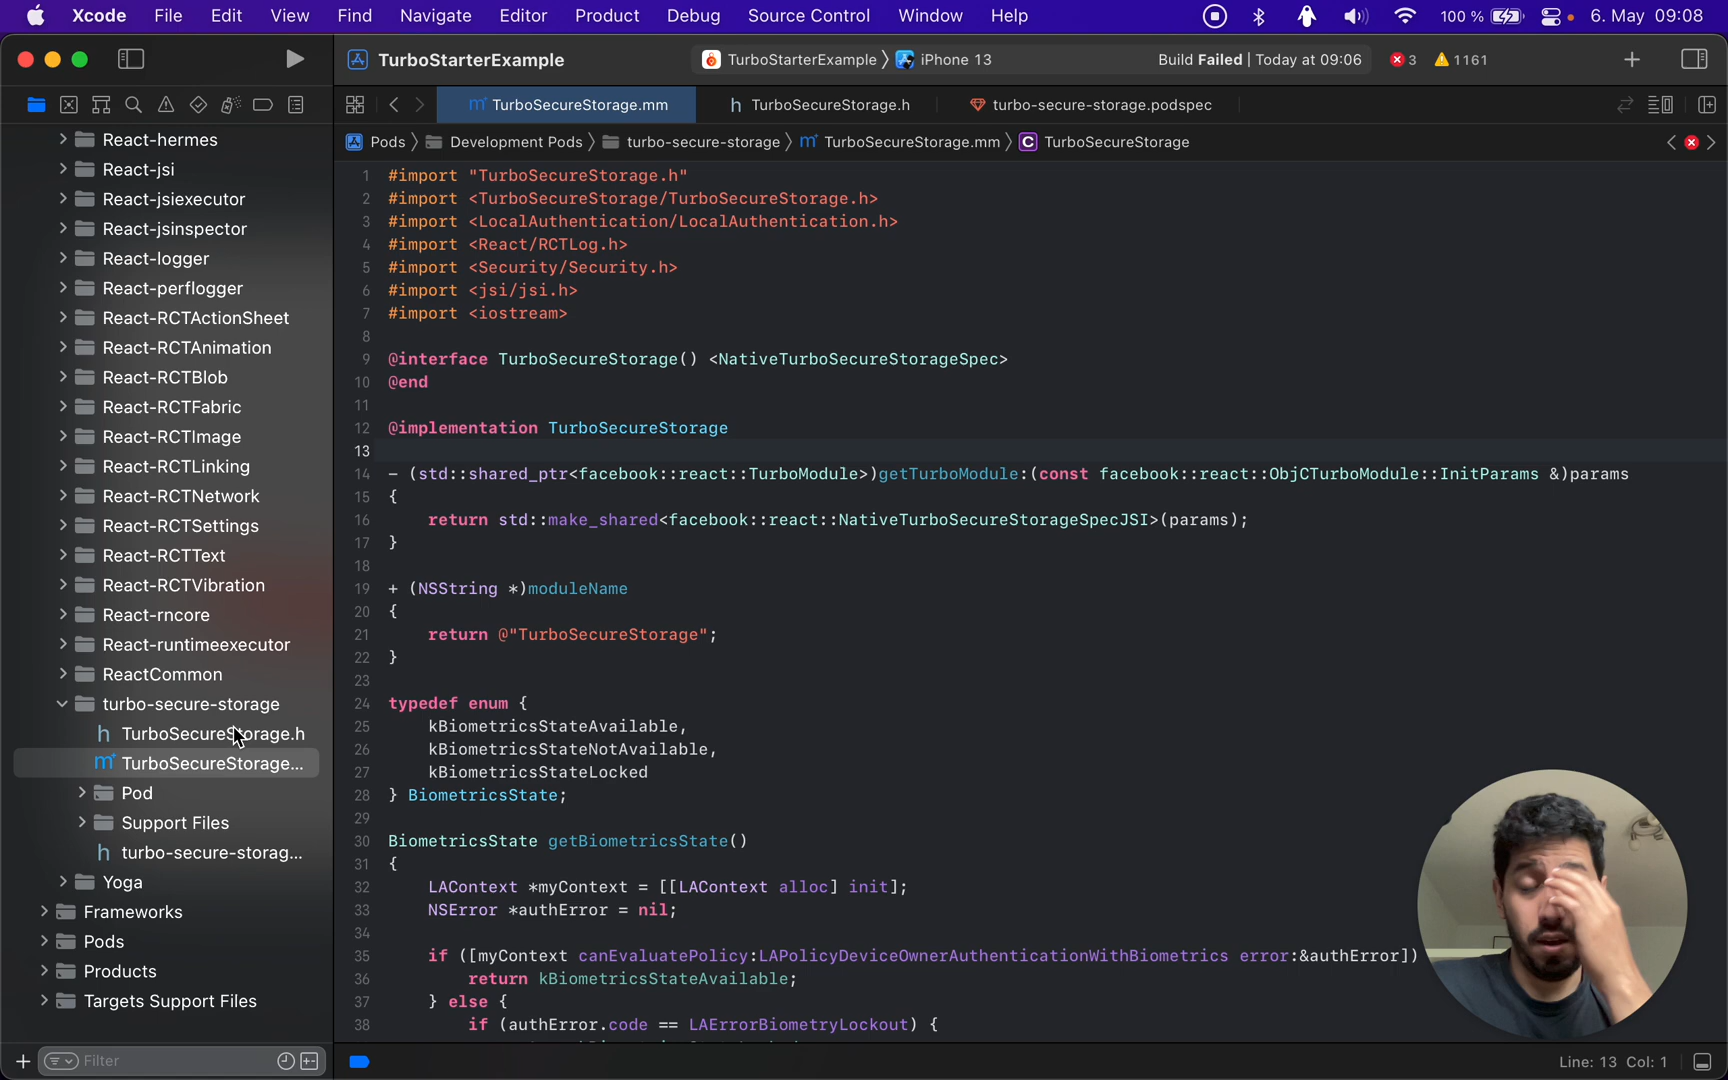 Xcode File Edit View Find Navigate Editor Product Debug Source Control Window Help 100 % 6. May 09:08
TurboStarterExample TurboStarterExample iPhone 13 Build Failed | Today at 09:06 3 1161
TurboSecureStorage.mm TurboSecureStorage.h turbo-secure-storage.podspec
Pods Development Pods turbo-secure-storage TurboSecureStorage.mm C TurboSecureStorage
React-hermes
React-jsi
React-jsiexecutor
React-jsinspector
React-logger
React-perflogger
React-RCTActionSheet
React-RCTAnimation
React-RCTBlob
React-RCTFabric
React-RCTImage
React-RCTLinking
React-RCTNetwork
React-RCTSettings
React-RCTText
React-RCTVibration
React-rncore
React-runtimeexecutor
ReactCommon
turbo-secure-storage
h TurboSecureStorage.h
m TurboSecureStorage...
Pod
Support Files
h turbo-secure-storag...
Yoga
Frameworks
Pods
Products
Targets Support Files
Filter
1 #import "TurboSecureStorage.h"
2 #import <TurboSecureStorage/TurboSecureStorage.h>
3 #import <LocalAuthentication/LocalAuthentication.h>
4 #import <React/RCTLog.h>
5 #import <Security/Security.h>
6 #import <jsi/jsi.h>
7 #import <iostream>
8
9 @interface TurboSecureStorage() <NativeTurboSecureStorageSpec>
10 @end
11
12 @implementation TurboSecureStorage
13
14 - (std::shared_ptr<facebook::react::TurboModule>)getTurboModule:(const facebook::react::ObjCTurboModule::InitParams &)params
15 {
16 return std::make_shared<facebook::react::NativeTurboSecureStorageSpecJSI>(params);
17 }
18
19 + (NSString *)moduleName
20 {
21 return @"TurboSecureStorage";
22 }
23
24 typedef enum {
25 kBiometricsStateAvailable,
26 kBiometricsStateNotAvailable,
27 kBiometricsStateLocked
28 } BiometricsState;
29
30 BiometricsState getBiometricsState()
31 {
32 LAContext *myContext = [[LAContext alloc] init];
33 NSError *authError = nil;
34
35 if ([myContext canEvaluatePolicy:LAPolicyDeviceOwnerAuthenticationWithBiometrics error:&authError])
36 return kBiometricsStateAvailable;
37 } else {
38 if (authError.code == LAErrorBiometryLockout) {
Line: 13 Col: 1